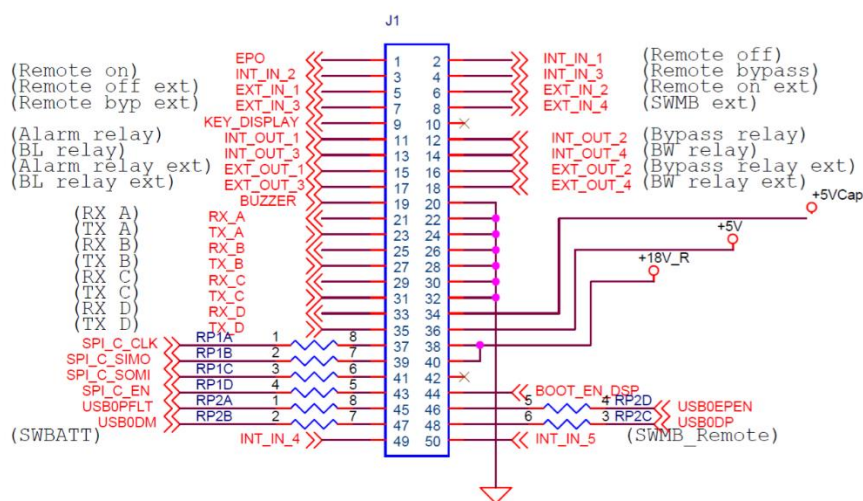 J1
EPO 1 2 INT_IN_1 (Remote off)
(Remote on) INT_IN_2 3 4 INT_IN_3 (Remote bypass)
(Remote off ext) EXT_IN_1 5 6 EXT_IN_2 (Remote on ext)
(Remote byp ext) EXT_IN_3 7 8 EXT_IN_4 (SWMB ext)
KEY_DISPLAY 9 10
(Alarm relay) INT_OUT_1 11 12 INT_OUT_2 (Bypass relay)
(BL relay) INT_OUT_3 13 14 INT_OUT_4 (BW relay)
(Alarm relay ext) EXT_OUT_1 15 16 EXT_OUT_2 (Bypass relay ext)
(BL relay ext) EXT_OUT_3 17 18 EXT_OUT_4 (BW relay ext)
BUZZER 19 20 +5VCap
(RX A) RX_A 21 22
(TX A) TX_A 23 24 +5V
(RX B) RX_B 25 26 +18V_R
(TX B) TX_B 27 28
(RX C) RX_C 29 30
(TX C) TX_C 31 32
(RX D) RX_D 33 34
(TX D) TX_D 35 36
SPI_C_CLK RP1A 1 8 37 38
SPI_C_SIMO RP1B 2 7 39 40
SPI_C_SOMI RP1C 3 6 41 42
SPI_C_EN RP1D 4 5 43 44 BOOT_EN_DSP
USB0PFLT RP2A 1 8 45 46 5 4 RP2D USB0EPEN
USB0DM RP2B 2 7 47 48 6 3 RP2C USB0DP
(SWBATT) INT_IN_4 49 50 INT_IN_5 (SWMB_Remote)